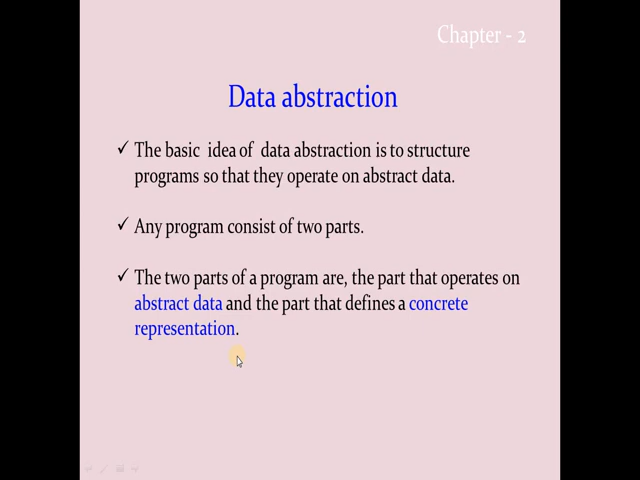 Chapter - 2
Data abstraction
✓ The basic idea of data abstraction is to structure
programs so that they operate on abstract data.
✓ Any program consist of two parts.
✓ The two parts of a program are, the part that operates on
abstract data and the part that defines a concrete
representation.